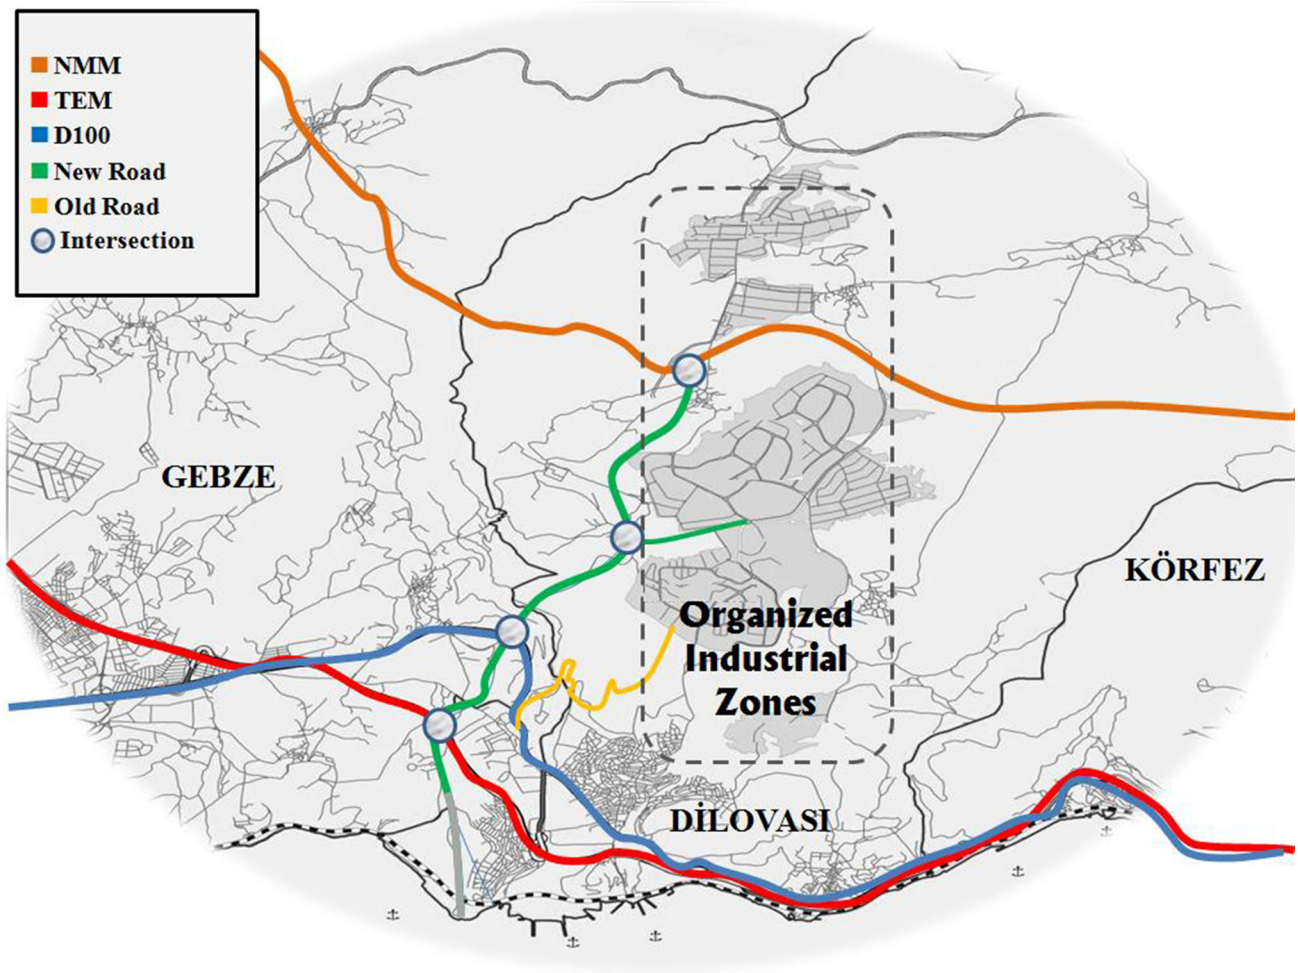 NMM
TEM
D100
New Road
Old Road
Intersection
GEBZE
KÖRFEZ
Organized
Industrial
Zones
DİLOVASI